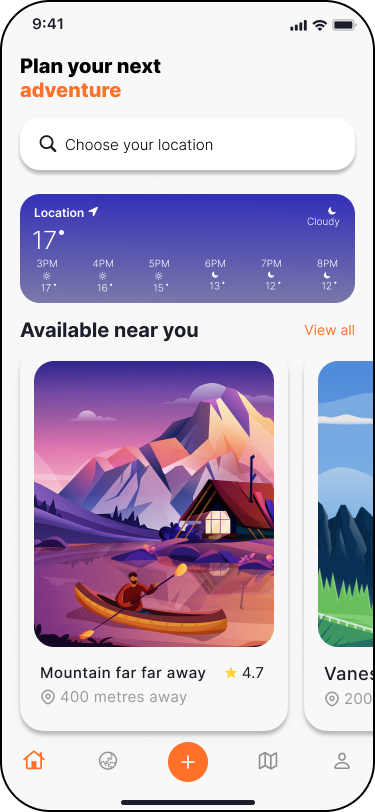 9:41
Plan your next
adventure
Choose your location
Location
Cloudy
17°
3PM 4PM 5PM 6PM 7PM 8PM
17° 16° 15° 13° 12° 12°
Available near you View all
Mountain far far away 4.7
400 metres away
Vanes
200